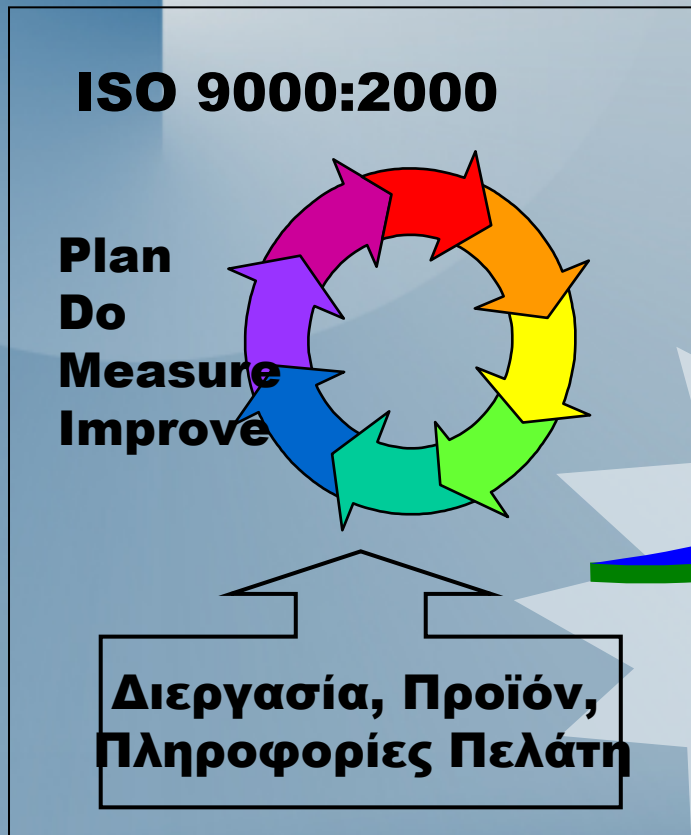 ISO 9000:2000
Plan
Do
Measure
Improve
Διεργασία, Προϊόν,
Πληροφορίες Πελάτη